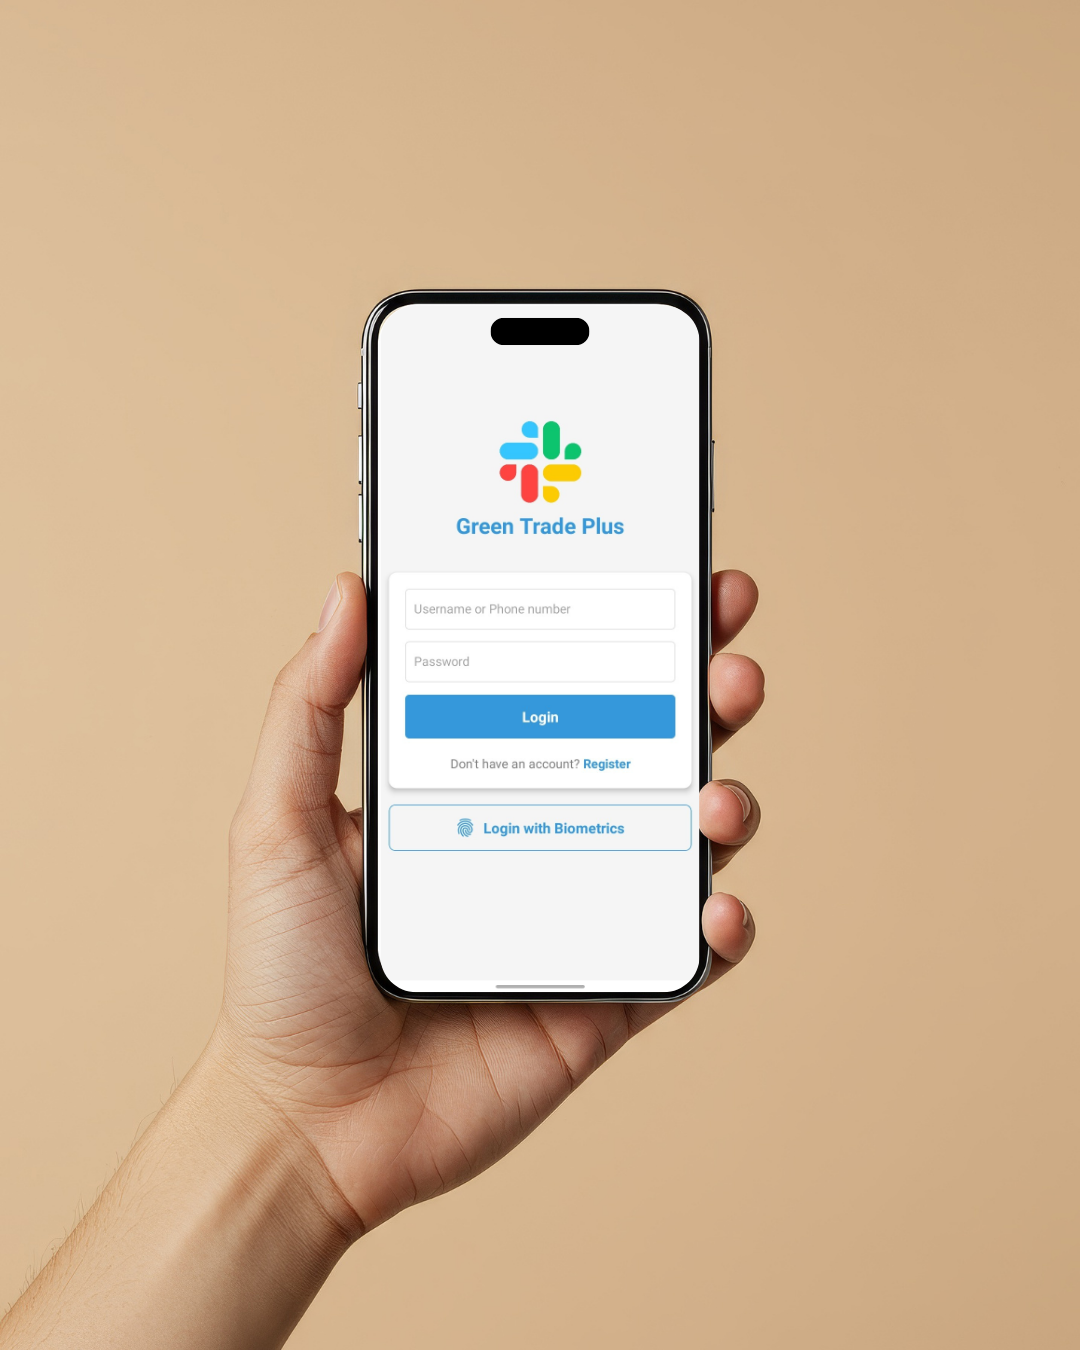 Green Trade Plus
Username or Phone number
Password
Login
Don't have an account? Register
Login with Biometrics